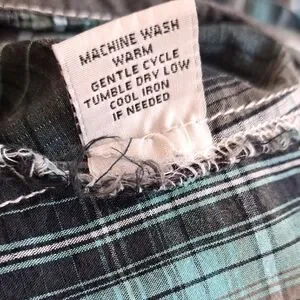 MACHINE WASH
WARM
GENTLE CYCLE
TUMBLE DRY LOW
COOL IRON
IF NEEDED